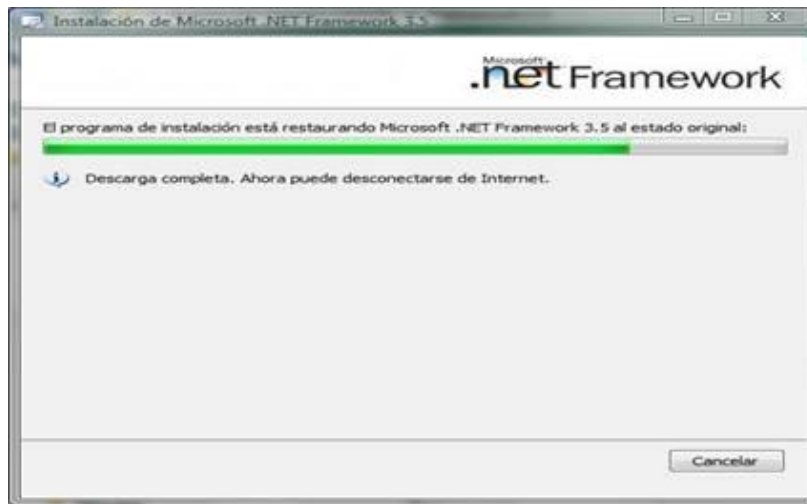 Instalación de Microsoft .NET Framework 3.5
Microsoft
.net Framework
El programa de instalación está restaurando Microsoft .NET Framework 3.5 al estado original:
Descarga completa. Ahora puede desconectarse de Internet.
Cancelar